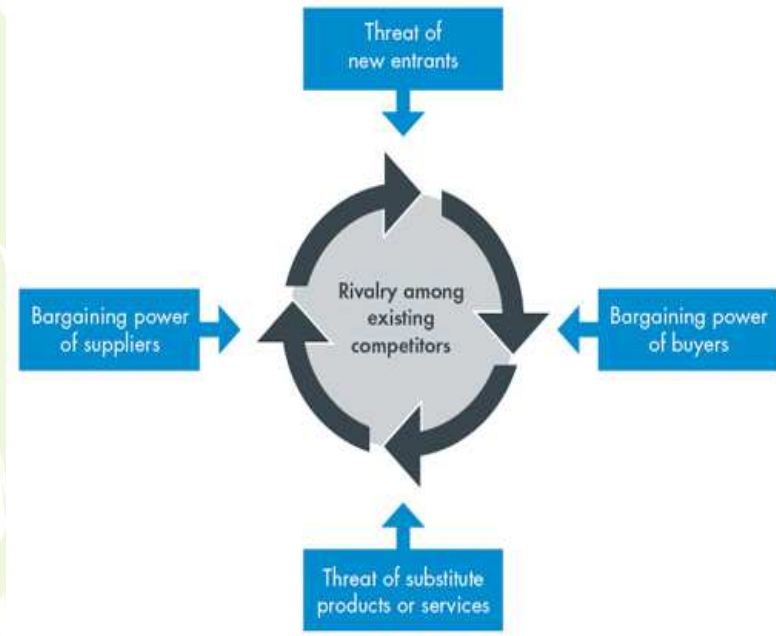 Threat of
new entrants
Bargaining power
of suppliers
Rivalry among
existing
competitors
Bargaining power
of buyers
Threat of substitute
products or services